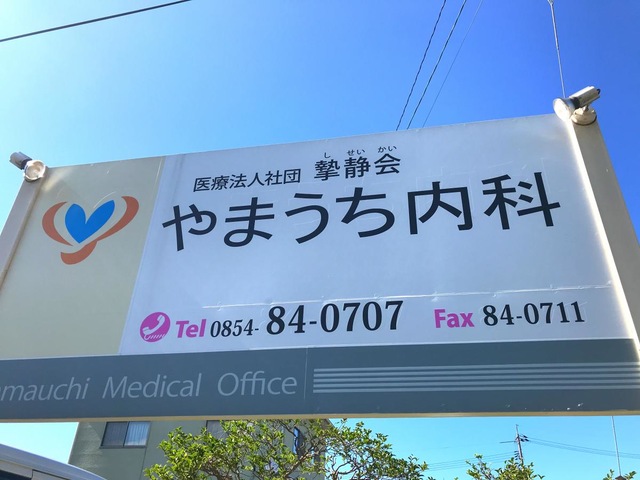 し せい かい
医療法人社団 摯静会
やまうち内科
Tel 0854- 84-0707 Fax 84-0711
amauchi Medical Office